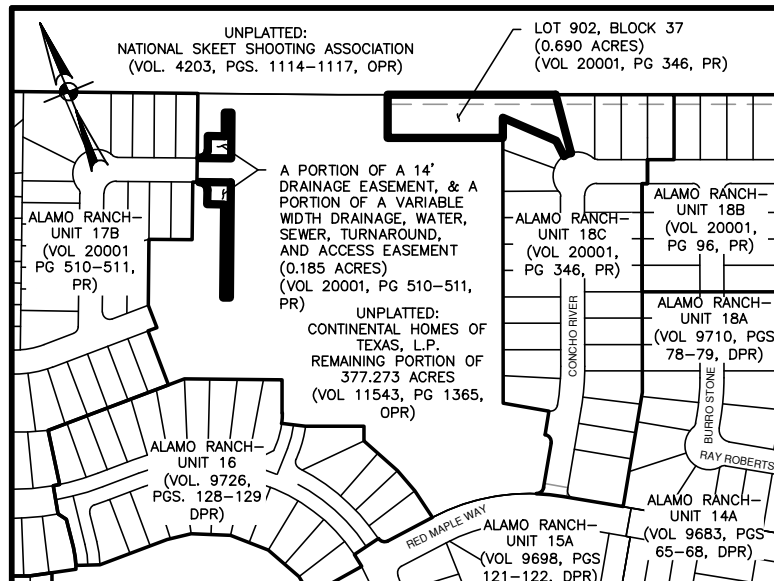 UNPLATTED:
NATIONAL SKEET SHOOTING ASSOCIATION
(VOL. 4203, PGS. 1114-1117, OPR)
LOT 902, BLOCK 37
(0.690 ACRES)
(VOL 20001, PG 346, PR)
A PORTION OF A 14'
DRAINAGE EASEMENT, & A
PORTION OF A VARIABLE
WIDTH DRAINAGE, WATER,
SEWER, TURNAROUND,
AND ACCESS EASEMENT
(0.185 ACRES)
(VOL 20001, PG 510-511,
PR)
ALAMO RANCH-
UNIT 17B
(VOL 20001
PG 510-511,
PR)
ALAMO RANCH-
UNIT 18C
(VOL 20001,
PG 346, PR)
ALAMO RANCH-
UNIT 18B
(VOL 20001,
PG 96, PR)
UNPLATTED:
CONTINENTAL HOMES OF
TEXAS, L.P.
REMAINING PORTION OF
377.273 ACRES
(VOL 11543, PG 1365,
OPR)
ALAMO RANCH-
UNIT 18A
(VOL 9710, PGS
78-79, DPR)
CONCHO RIVER
BURRO STONE
RAY ROBERTS
ALAMO RANCH-
UNIT 16
(VOL. 9726,
PGS. 128-129
DPR)
RED MAPLE WAY
ALAMO RANCH-
UNIT 15A
(VOL 9698, PGS
121-122, DPR)
ALAMO RANCH-
UNIT 14A
(VOL 9683, PGS
65-68, DPR)